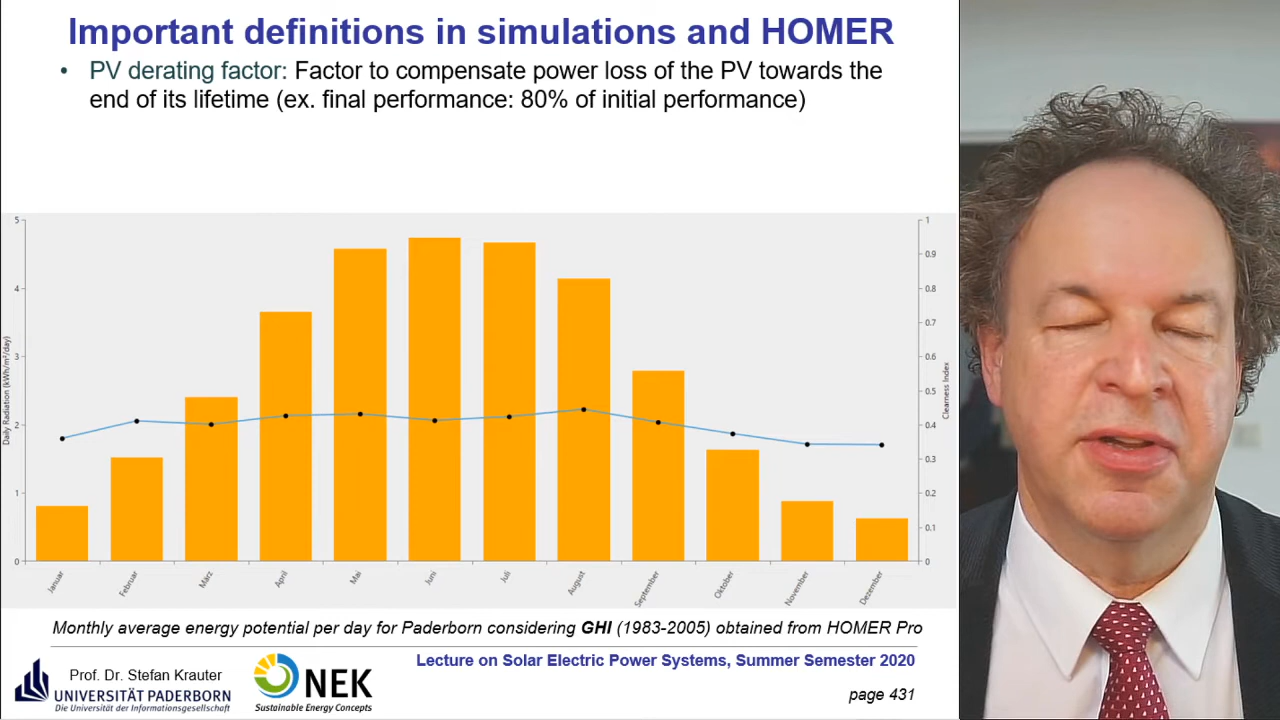 Important definitions in simulations and HOMER
• PV derating factor: Factor to compensate power loss of the PV towards the
end of its lifetime (ex. final performance: 80% of initial performance)
5
4
3
2
1
0
Daily Radiation (kWh/m²/day)
1
0.9
0.8
0.7
0.6
0.5
0.4
0.3
0.2
0.1
0
Clearness Index
Januar
Februar
März
April
Mai
Juni
Juli
August
September
Oktober
November
Dezember
Monthly average energy potential per day for Paderborn considering GHI (1983-2005) obtained from HOMER Pro
Prof. Dr. Stefan Krauter
UNIVERSITÄT PADERBORN
Die Universität der Informationsgesellschaft
NEK
Sustainable Energy Concepts
Lecture on Solar Electric Power Systems, Summer Semester 2020
page 431